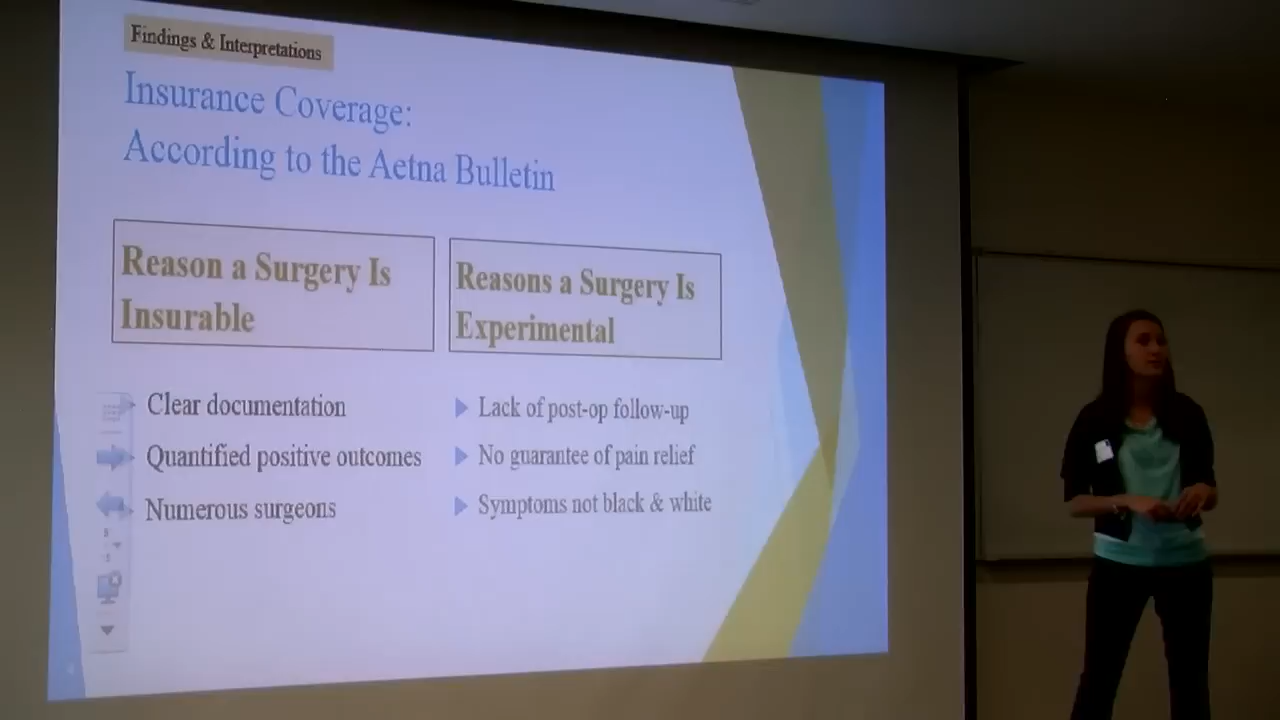 Findings & Interpretations
Insurance Coverage:
According to the Aetna Bulletin
Reason a Surgery Is
Insurable
Reasons a Surgery Is
Experimental
Clear documentation
Quantified positive outcomes
Numerous surgeons
Lack of post-op follow-up
No guarantee of pain relief
Symptoms not black & white